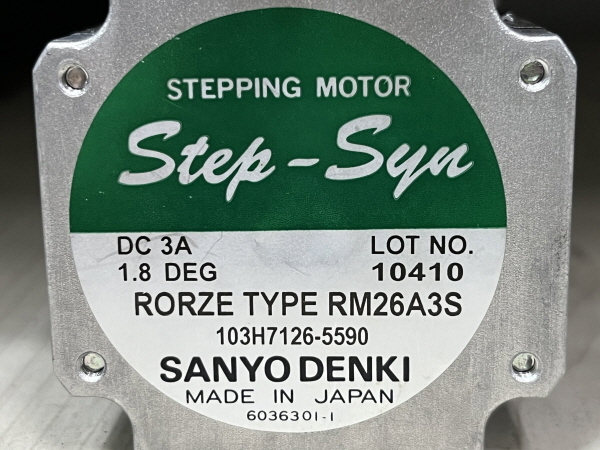 STEPPING MOTOR
Step-Syn
DC 3A LOT NO.
1.8 DEG 10410
RORZE TYPE RM26A3S
103H7126-5590
SANYO DENKI
MADE IN JAPAN
6036301-1